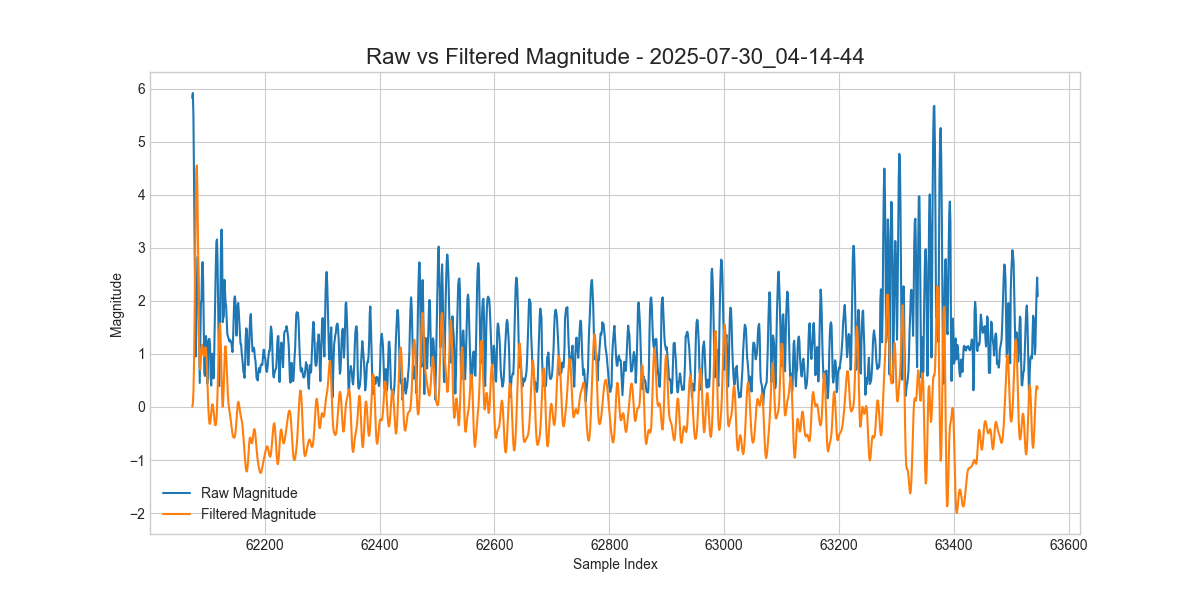 Raw vs Filtered Magnitude - 2025-07-30_04-14-44
6
5
4
3
2
1
0
−1
−2
Magnitude
Raw Magnitude
Filtered Magnitude
62200 62400 62600 62800 63000 63200 63400 63600
Sample Index